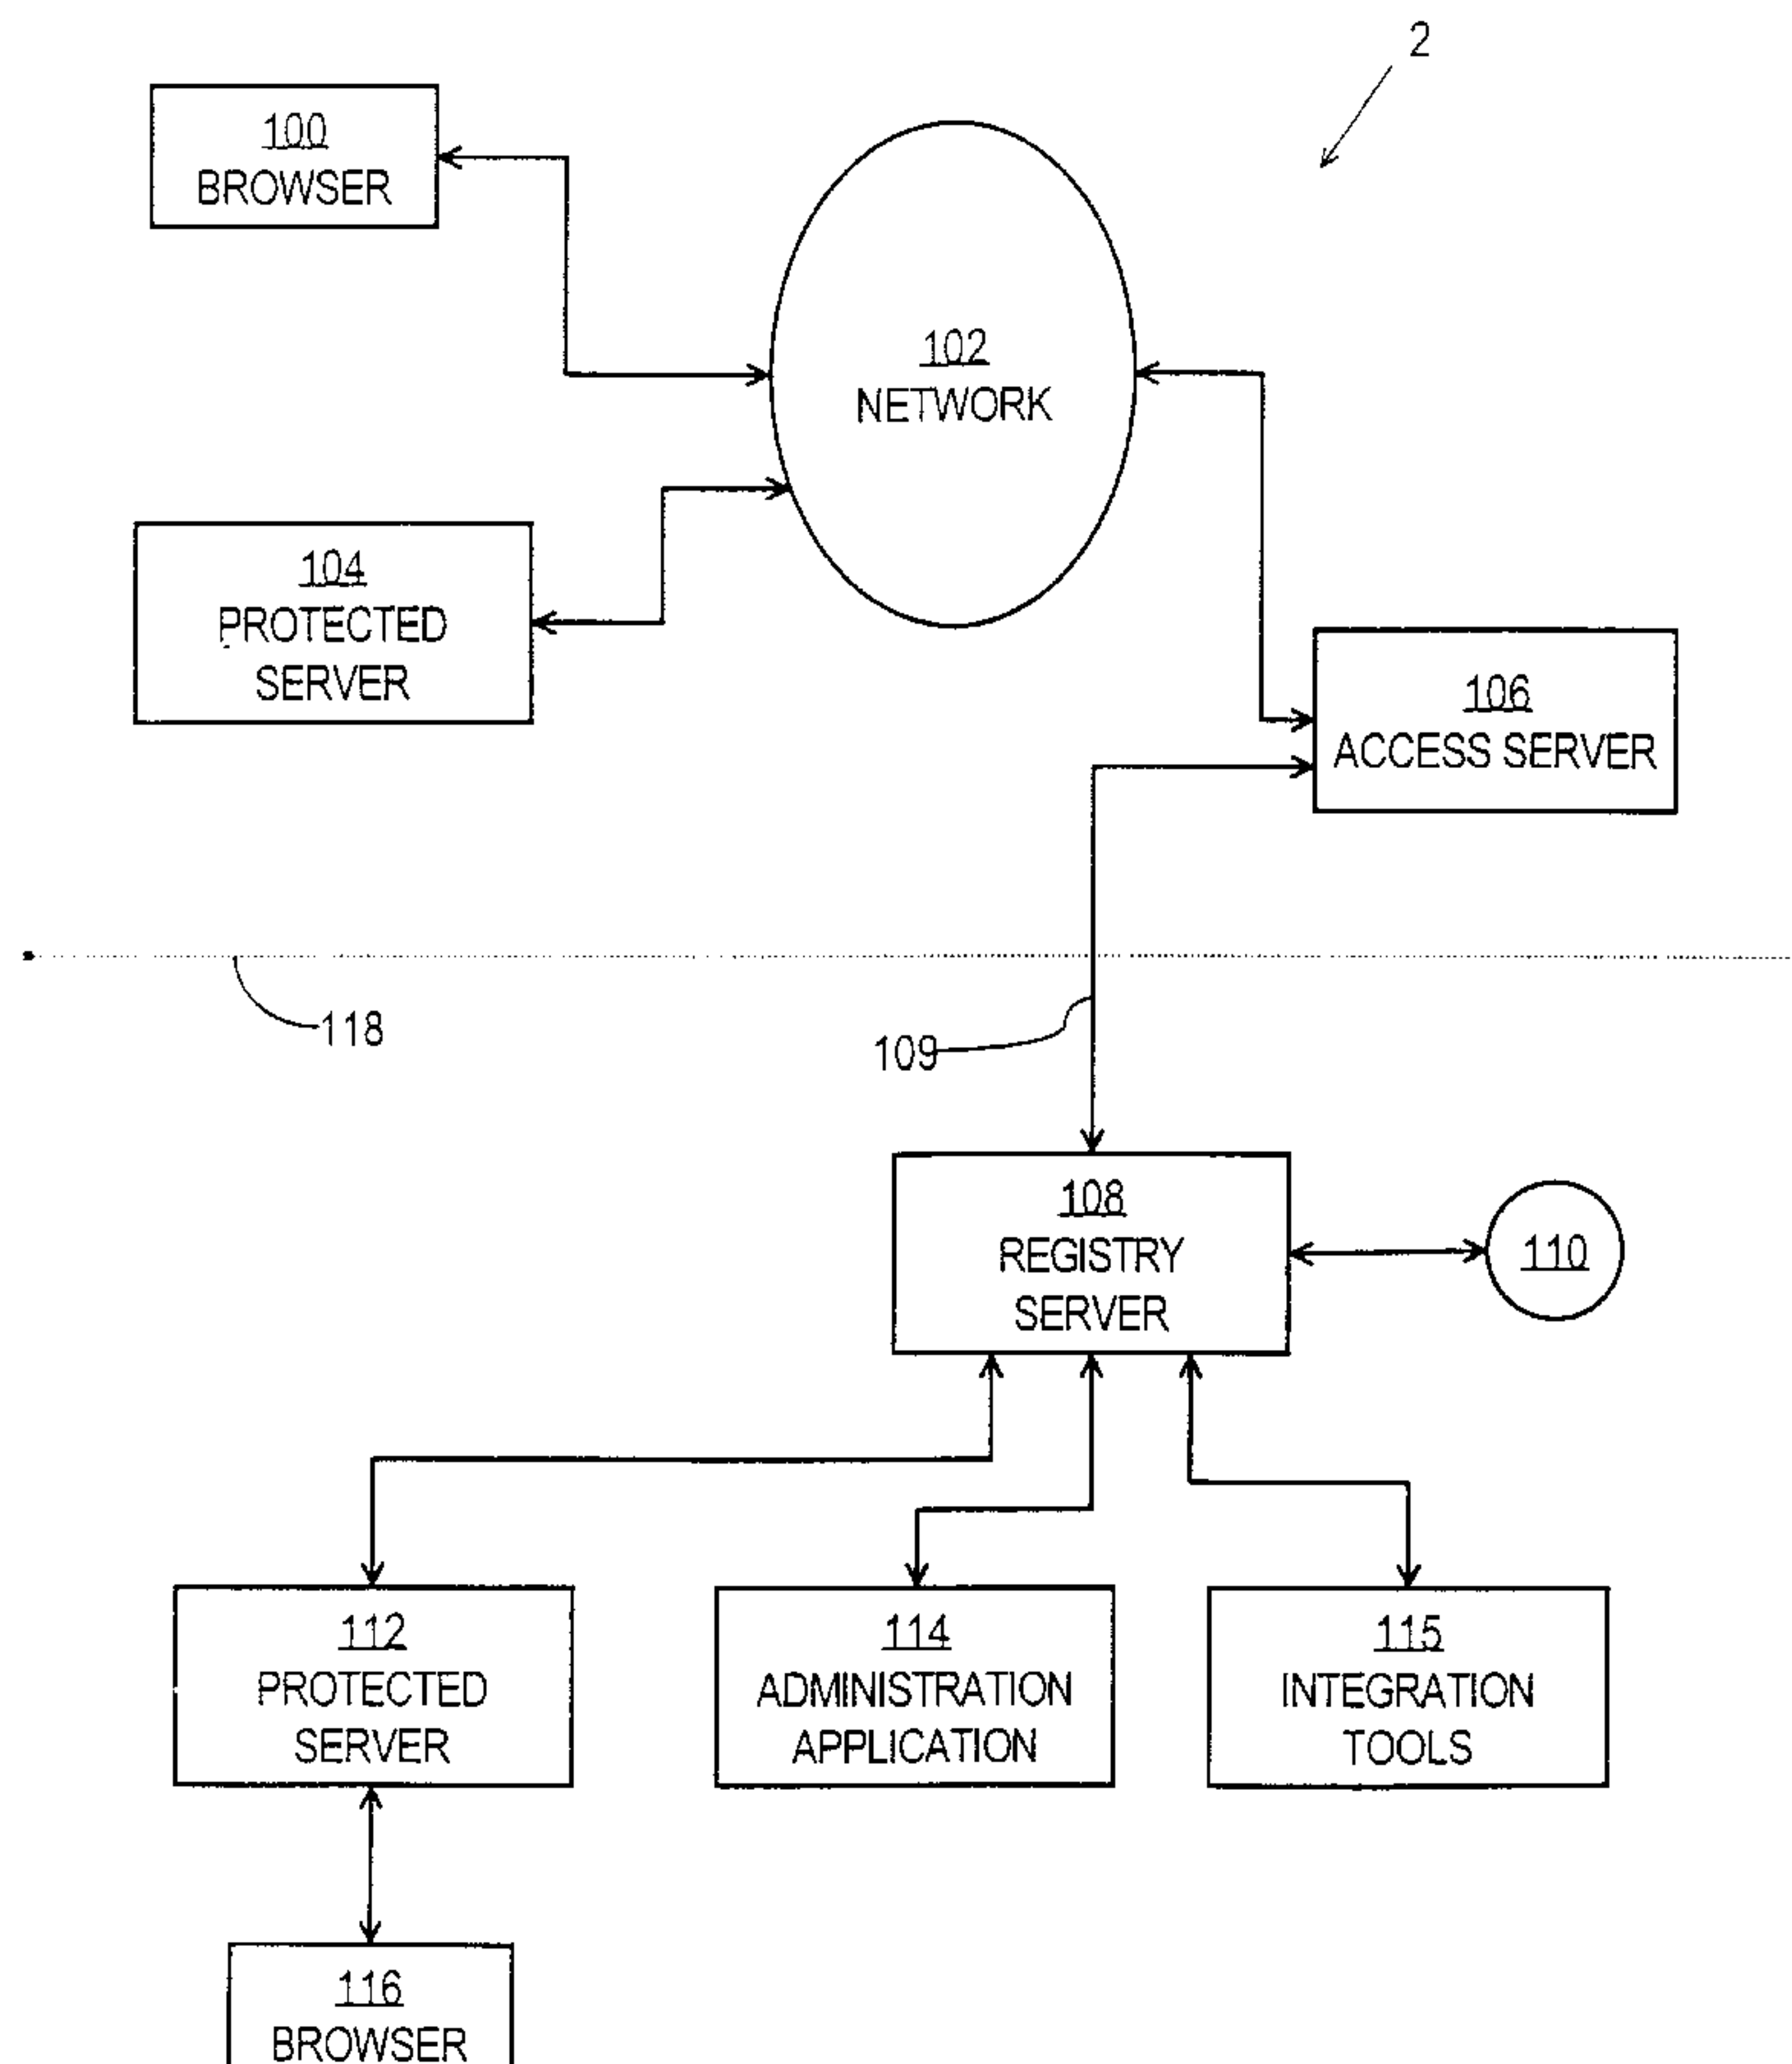 2
100
BROWSER
102
NETWORK
104
PROTECTED
SERVER
106
ACCESS SERVER
118
109
108
REGISTRY
SERVER
110
112
PROTECTED
SERVER
114
ADMINISTRATION
APPLICATION
115
INTEGRATION
TOOLS
116
BROWSER